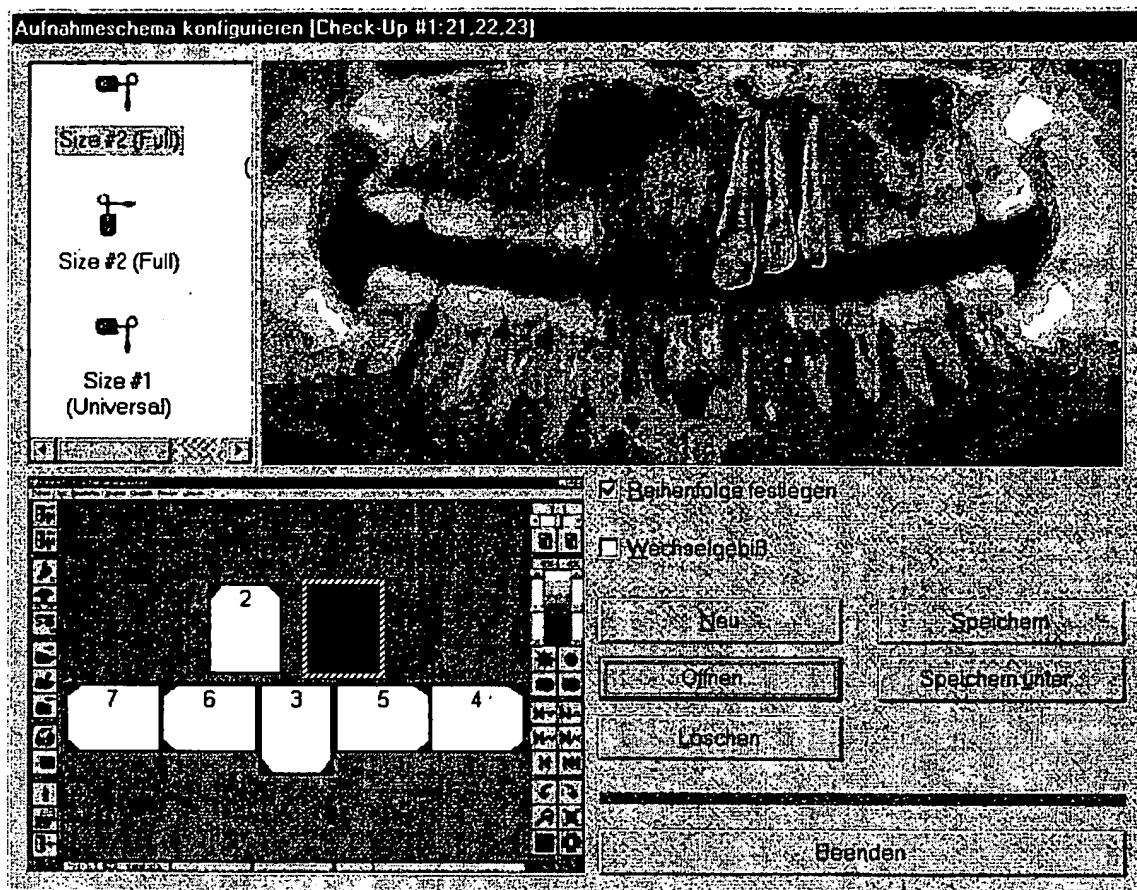 Aufnahmeschema konfigurieren [Check-Up #1:21,22,23]
Size #2 (Full)
Size #2 (Full)
Size #1
(Universal)
Reihenfolge festlegen
Wechselgebiß
2
7 6 3 5 4
Neu
Speichern
Öffnen...
Speichern unter...
Löschen
Beenden